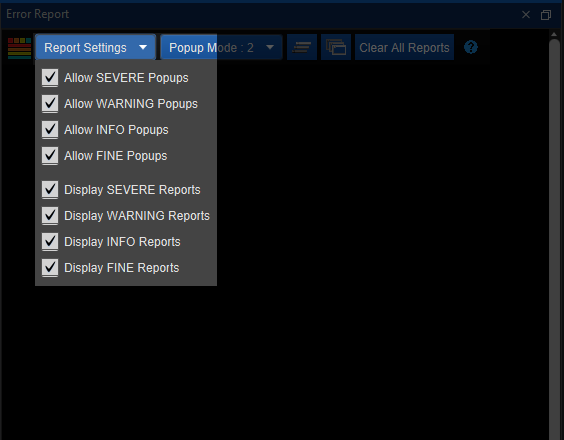 Error Report
Report Settings Popup Mode : 2 Clear All Reports ?
Allow SEVERE Popups
Allow WARNING Popups
Allow INFO Popups
Allow FINE Popups
Display SEVERE Reports
Display WARNING Reports
Display INFO Reports
Display FINE Reports